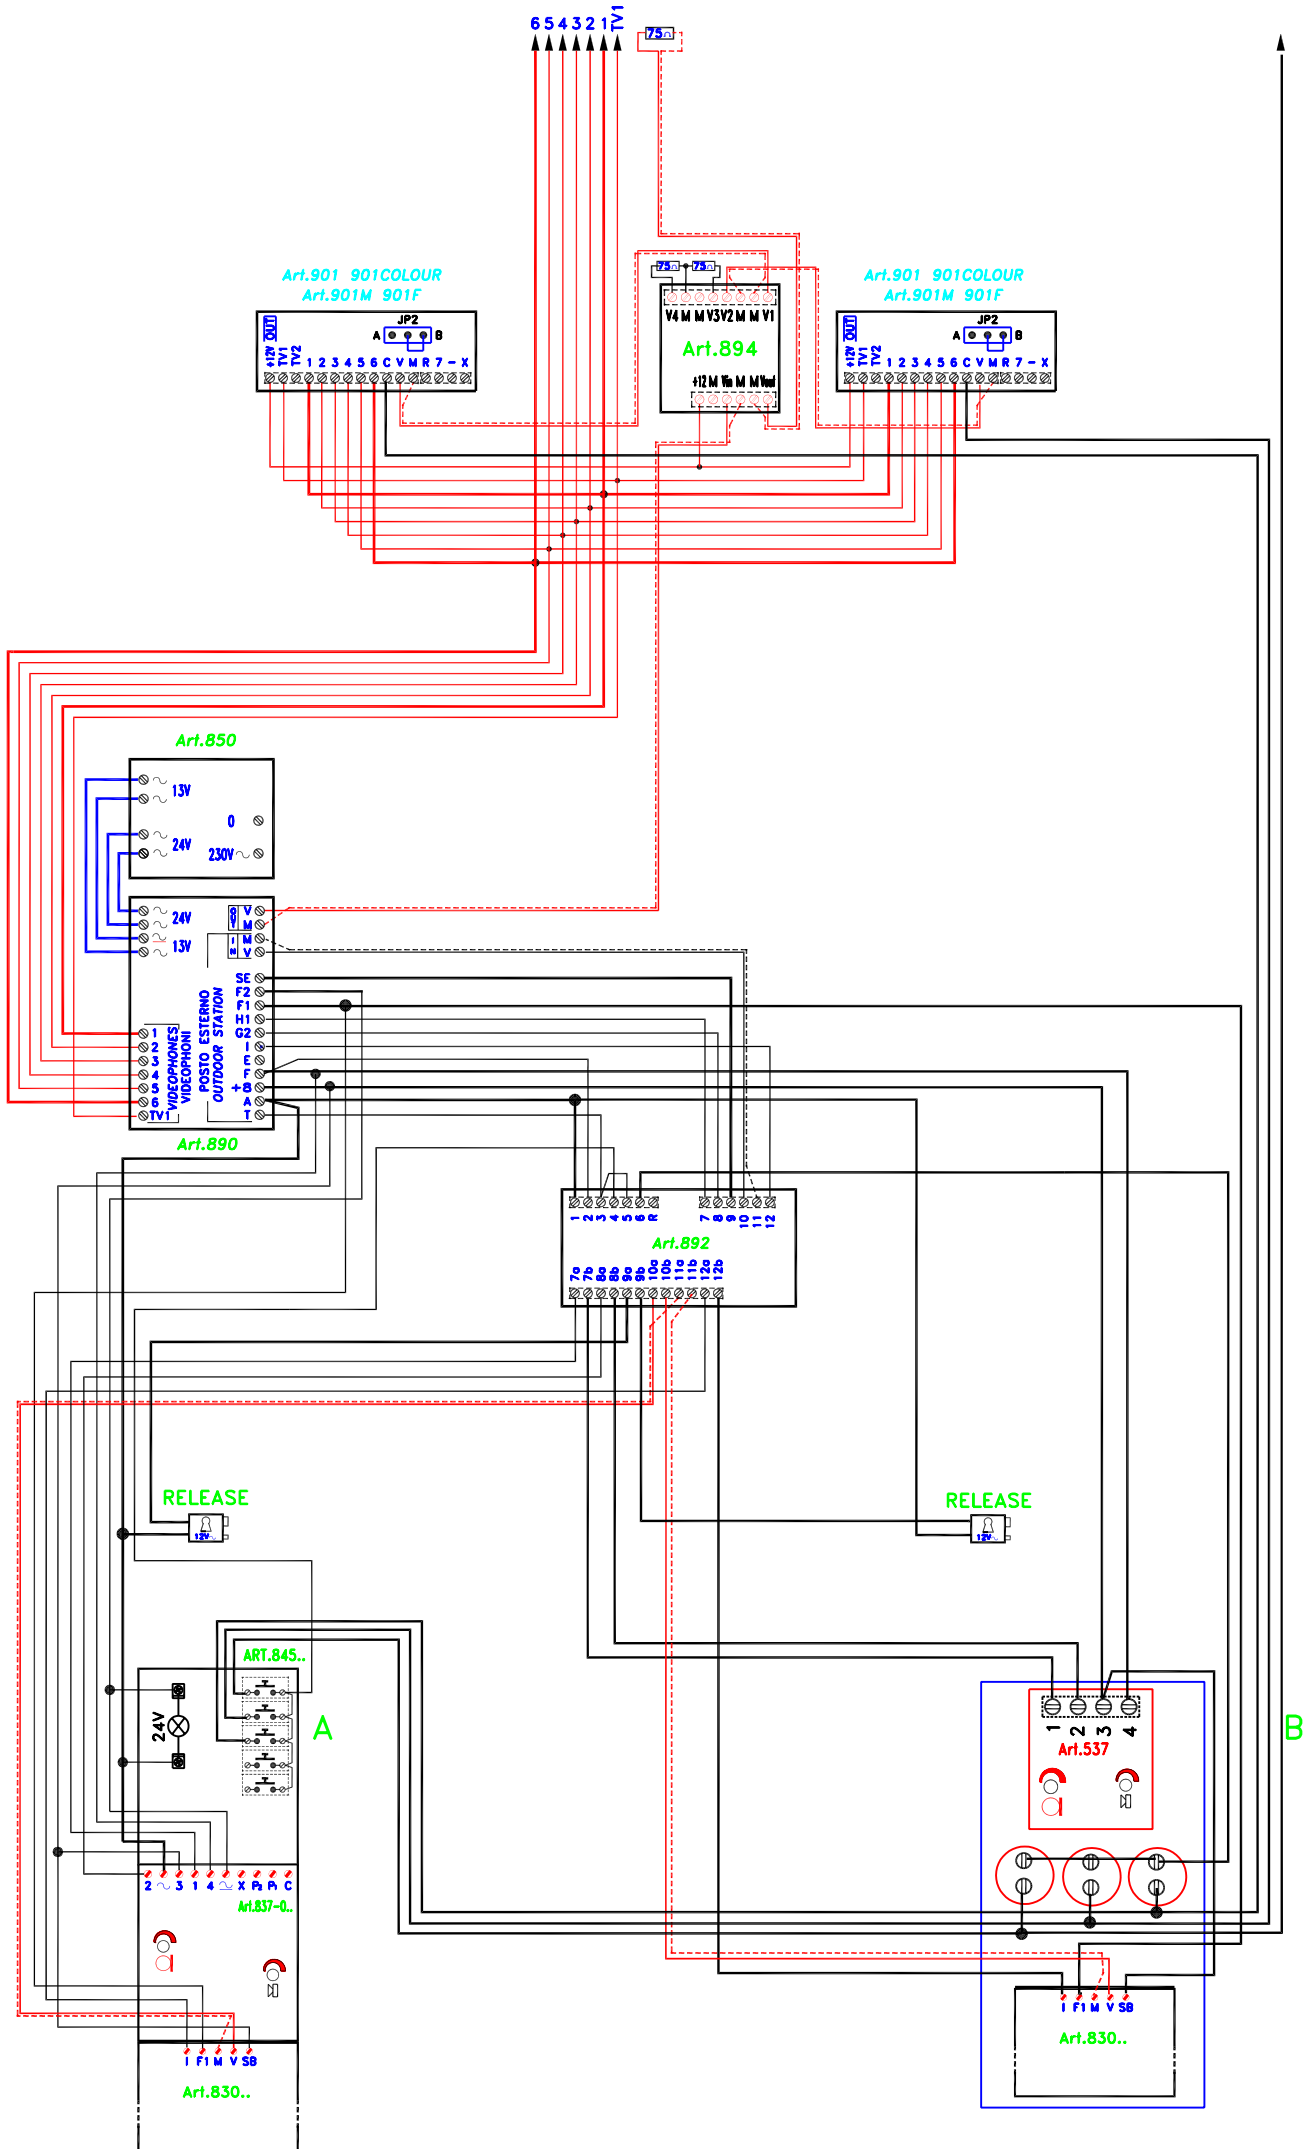 6 5 4 3 2 1 TV1
75Ω
Art.901 901COLOUR
Art.901M 901F
JP2
A B
OUT
+12V TV1 TV2 1 2 3 4 5 6 C V M R 7 – X
75Ω 75Ω
V4 M M V3 V2 M M V1
Art.894
+12 M Vin M M Vout
Art.901 901COLOUR
Art.901M 901F
JP2
A B
OUT
+12V TV1 TV2 1 2 3 4 5 6 C V M R 7 – X
Art.850
13V
24V
0
230V
24V
13V
OUT
V
M
IN
M
V
SE
F2
F1
H1
G2
I
E
F
+8
A
T
POSTO ESTERNO
OUTDOOR STATION
VIDEOPHONES
VIDEOPHONI
1
2
3
4
5
6
TV1
Art.890
1 2 3 4 5 6 R 7 8 9 10 11 12
Art.892
7a 7b 8a 8b 9a 9b 10a 10b 11a 11b 12a 12b
RELEASE
12V
RELEASE
12V
ART.845..
24V
A
2 ~ 3 1 4 X P2 P1 C
Art.837-0..
I F1 M V SB
Art.830..
1 2 3 4
Art.537
B
I F1 M V SB
Art.830..